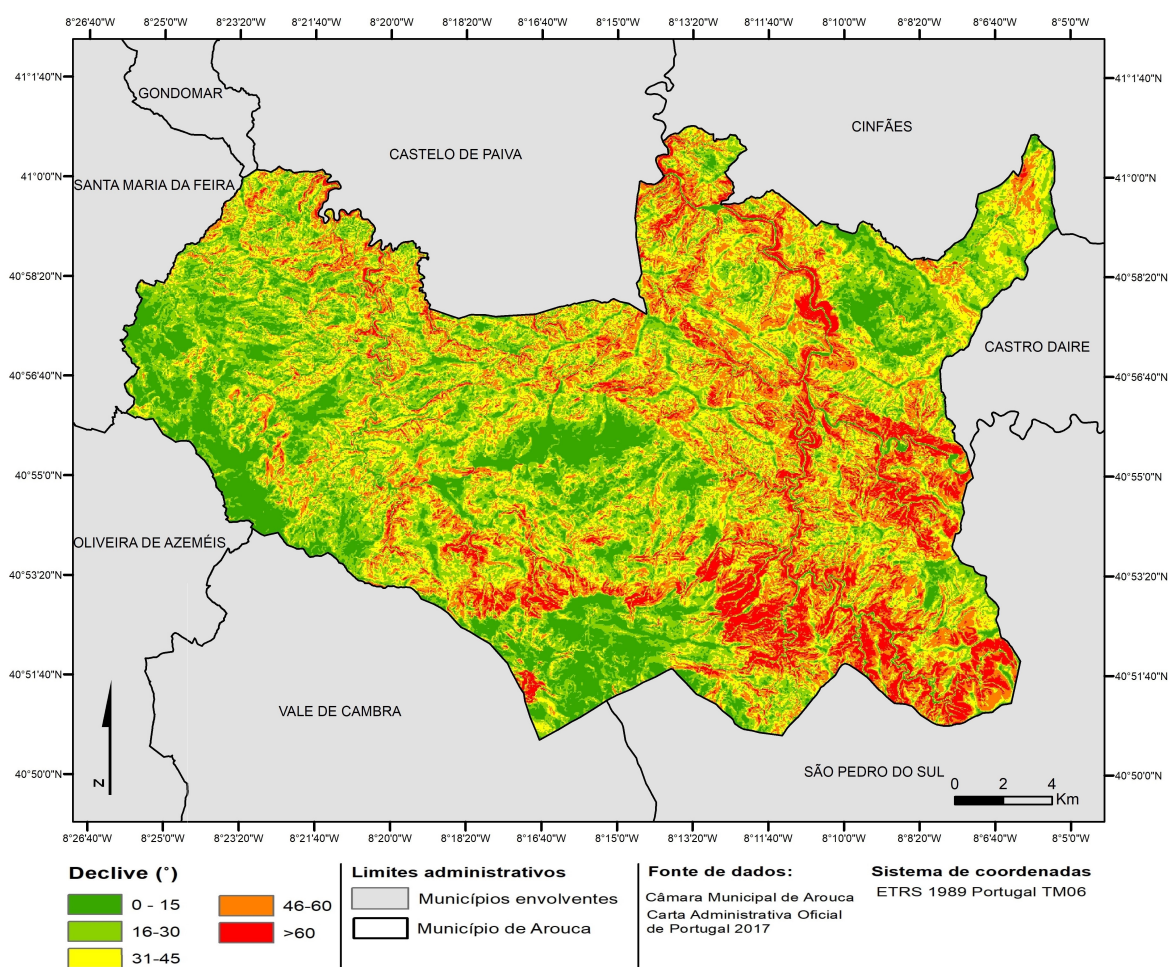 8°26'40"W 8°25'0"W 8°23'20"W 8°21'40"W 8°20'0"W 8°18'20"W 8°16'40"W 8°15'0"W 8°13'20"W 8°11'40"W 8°10'0"W 8°8'20"W 8°6'40"W 8°5'0"W
41°1'40"N 41°1'40"N
GONDOMAR
CINFÃES
CASTELO DE PAIVA
41°0'0"N 41°0'0"N
SANTA MARIA DA FEIRA
40°58'20"N 40°58'20"N
CASTRO DAIRE
40°56'40"N 40°56'40"N
40°55'0"N 40°55'0"N
OLIVEIRA DE AZEMÉIS
40°53'20"N 40°53'20"N
40°51'40"N 40°51'40"N
VALE DE CAMBRA
40°50'0"N 40°50'0"N
SÃO PEDRO DO SUL
N
0 2 4
Km
8°26'40"W 8°25'0"W 8°23'20"W 8°21'40"W 8°20'0"W 8°18'20"W 8°16'40"W 8°15'0"W 8°13'20"W 8°11'40"W 8°10'0"W 8°8'20"W 8°6'40"W 8°5'0"W
Declive (°)
0 - 15
16-30
31-45
46-60
>60
Limites administrativos
Municípios envolventes
Município de Arouca
Fonte de dados:
Câmara Municipal de Arouca
Carta Administrativa Oficial
de Portugal 2017
Sistema de coordenadas
ETRS 1989 Portugal TM06